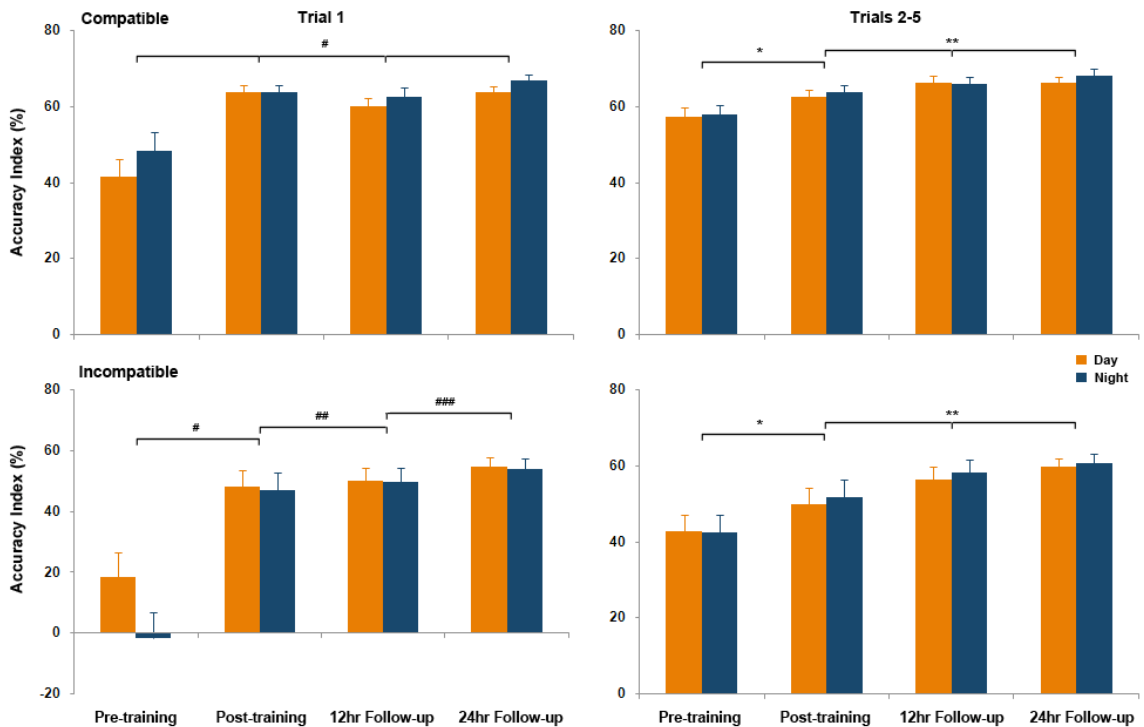 Compatible
Trial 1
Trials 2-5
Accuracy Index (%)
80
60
40
20
0
#
80
60
40
20
0
*
**
Incompatible
Day
Night
Accuracy Index (%)
80
60
40
20
0
-20
#
##
###
Pre-training
Post-training
12hr Follow-up
24hr Follow-up
80
60
40
20
0
*
**
Pre-training
Post-training
12hr Follow-up
24hr Follow-up